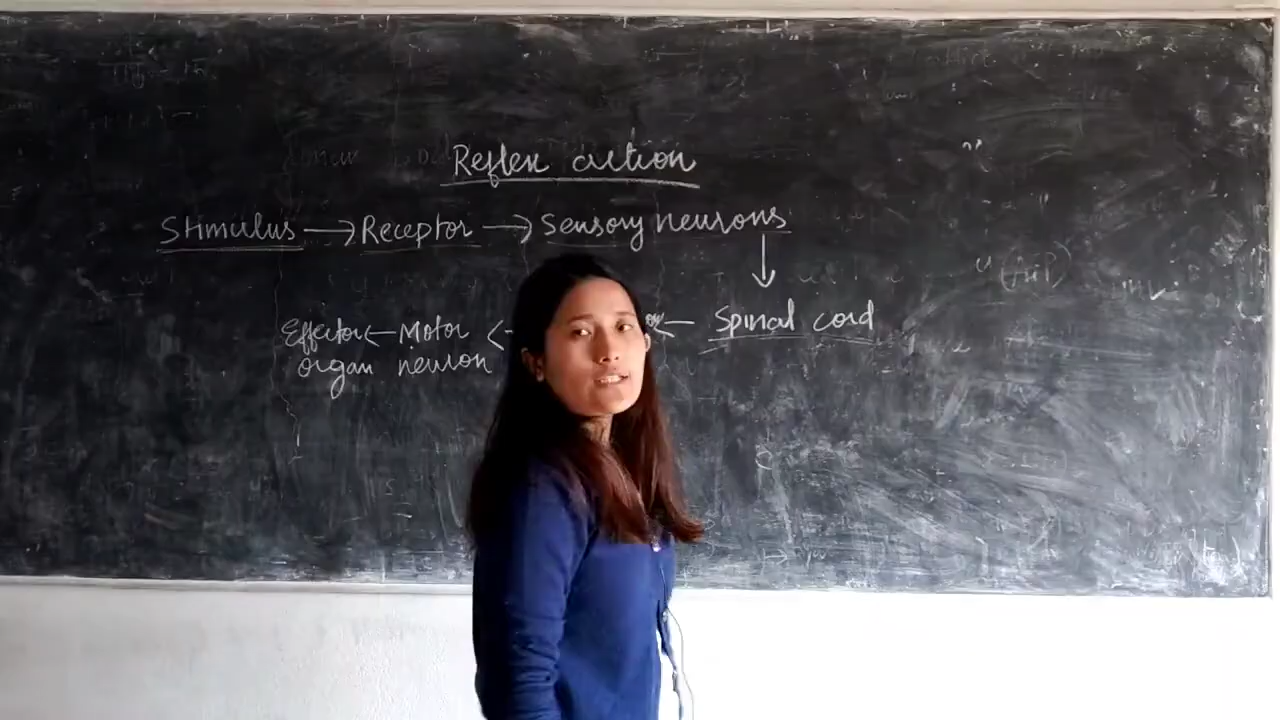 Reflex action
Stimulus → Receptor → Sensory neurons
↓
Effector ← Motor < ← Spinal cord
organ neuron